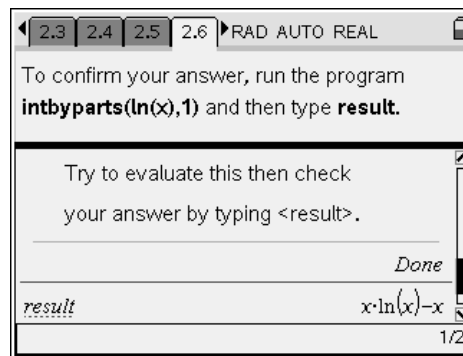 2.3 2.4 2.5 2.6 RAD AUTO REAL
To confirm your answer, run the program
intbyparts(ln(x),1) and then type result.
Try to evaluate this then check
your answer by typing <result>.
Done
result x·ln(x)−x
1/2